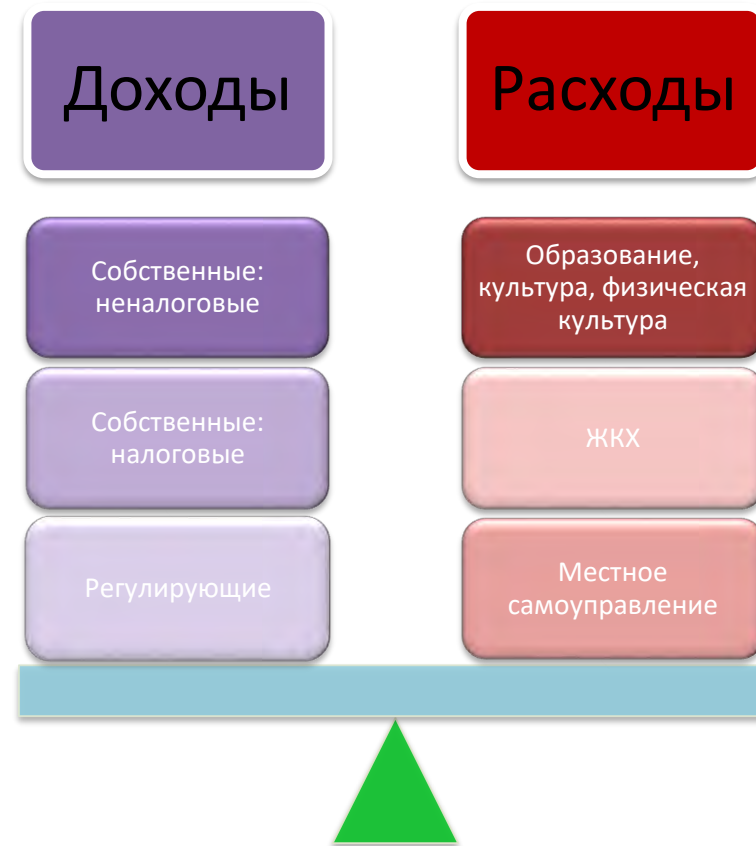 Доходы
Расходы
Собственные:
неналоговые
Образование,
культура, физическая
культура
Собственные:
налоговые
ЖКХ
Регулирующие
Местное
самоуправление